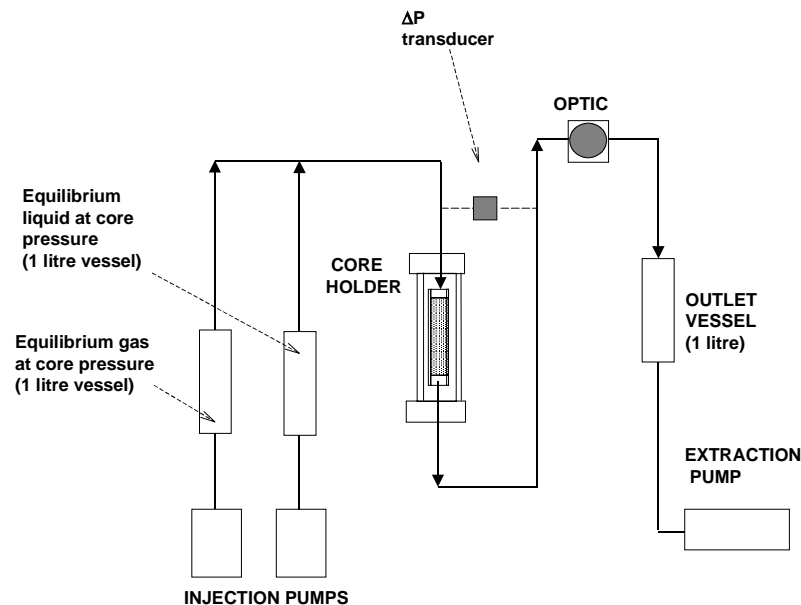 ΔP
transducer
OPTIC
Equilibrium
liquid at core
pressure
(1 litre vessel)
CORE
HOLDER
OUTLET
VESSEL
(1 litre)
Equilibrium gas
at core pressure
(1 litre vessel)
EXTRACTION
PUMP
INJECTION PUMPS